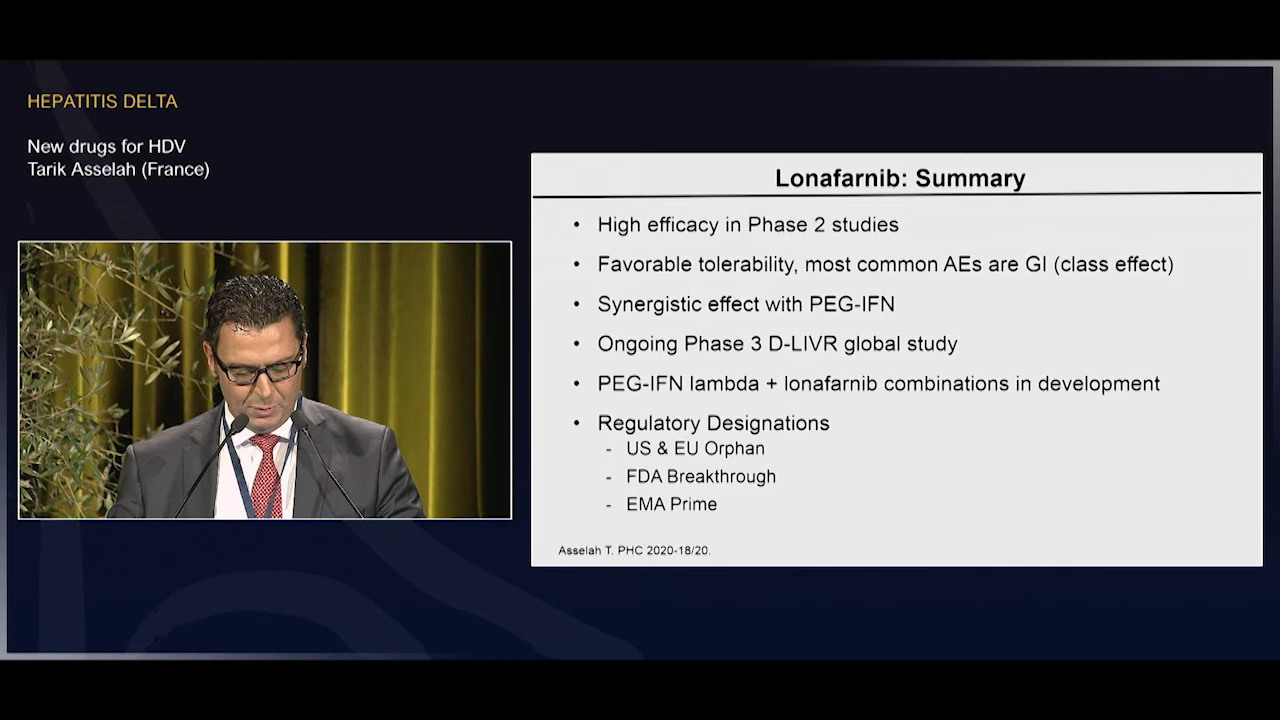 HEPATITIS DELTA
New drugs for HDV
Tarik Asselah (France)
Lonafarnib: Summary
• High efficacy in Phase 2 studies
• Favorable tolerability, most common AEs are GI (class effect)
• Synergistic effect with PEG-IFN
• Ongoing Phase 3 D-LIVR global study
• PEG-IFN lambda + lonafarnib combinations in development
• Regulatory Designations
- US & EU Orphan
- FDA Breakthrough
- EMA Prime
Asselah T. PHC 2020-18/20.